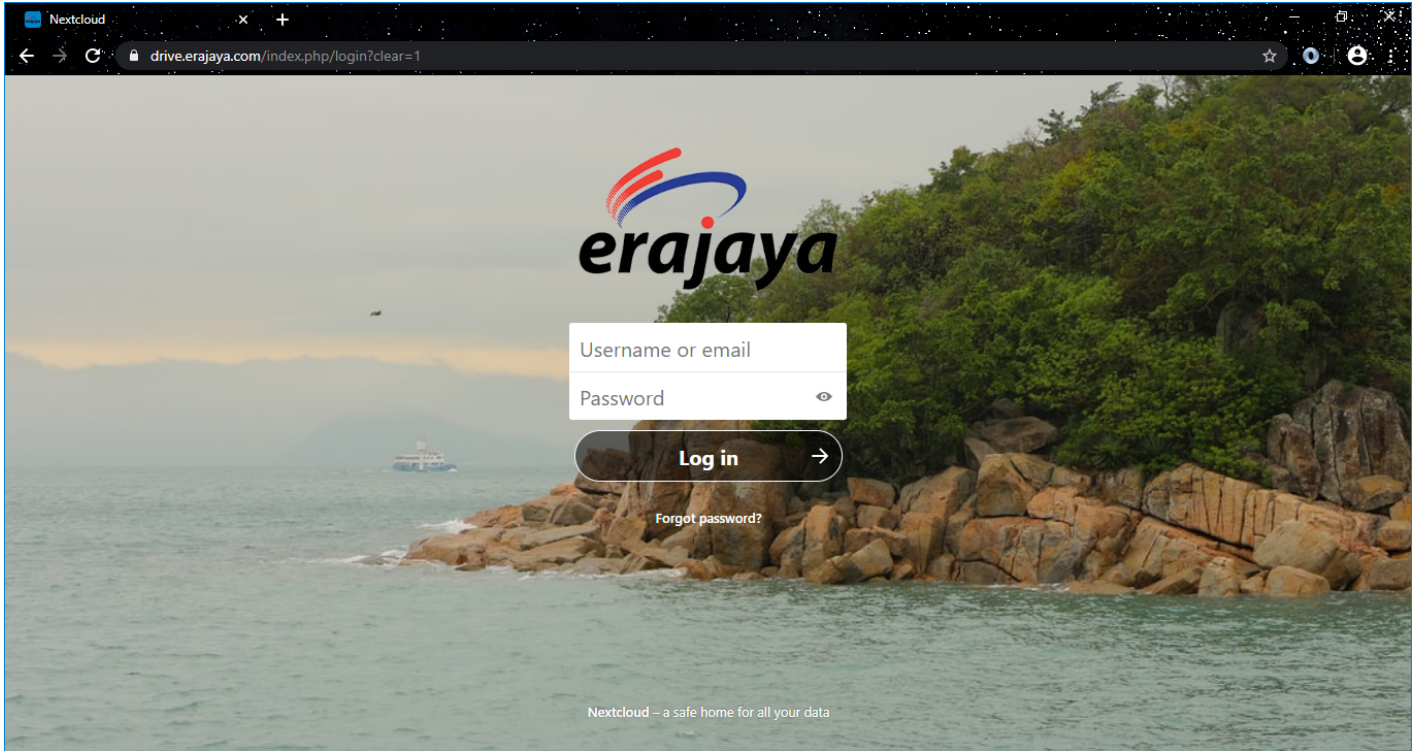 Nextcloud
drive.erajaya.com/index.php/login?clear=1
erajaya
Username or email
Password
Log in
Forgot password?
Nextcloud – a safe home for all your data